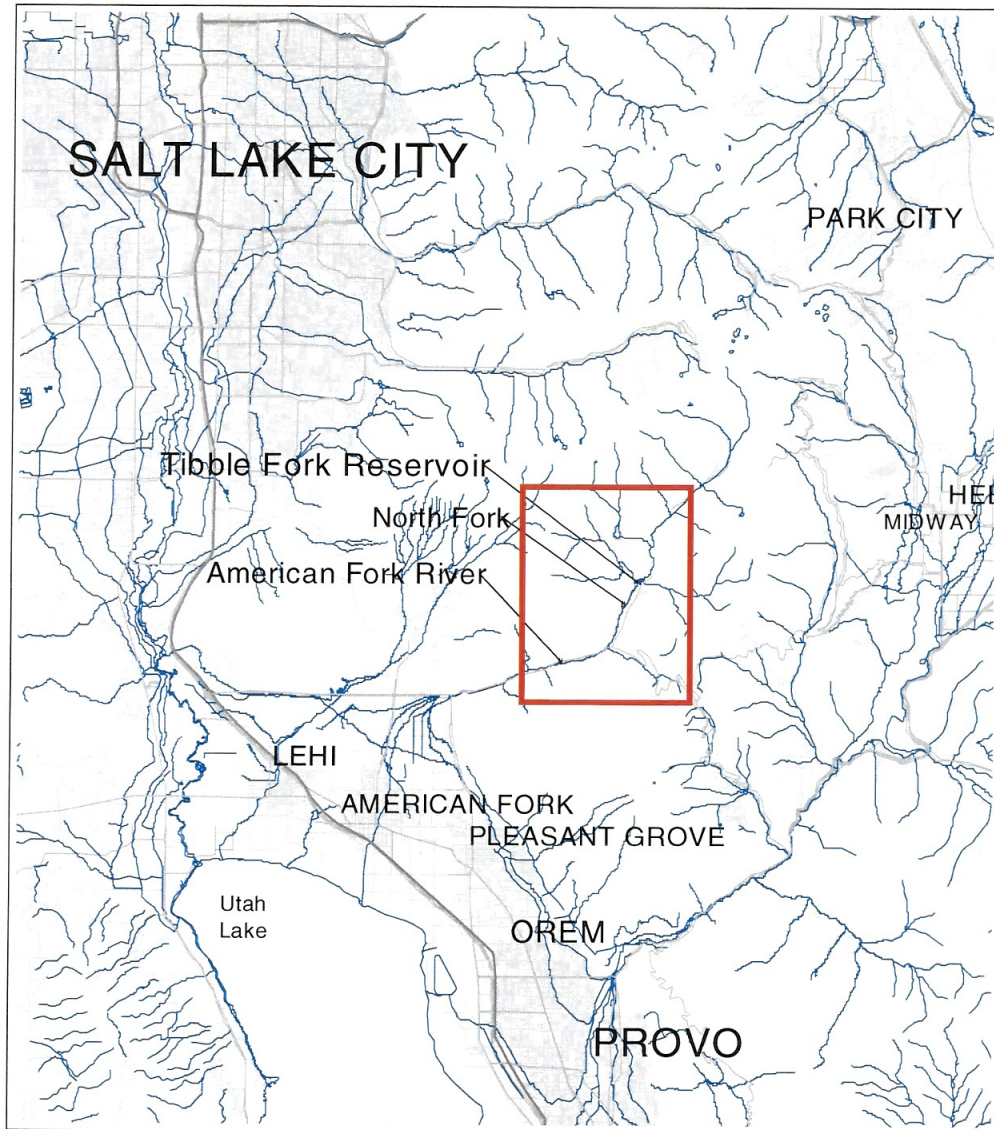 SALT LAKE CITY
PARK CITY
Tibble Fork Reservoir
HEB
MIDWAY
North Fork
American Fork River
LEHI
AMERICAN FORK
PLEASANT GROVE
Utah
Lake
OREM
PROVO